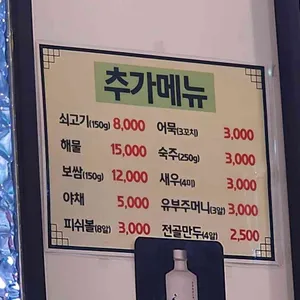 추가메뉴
쇠고기(150g) 8,000 어묵(3꼬치) 3,000
해물 15,000 숙주(250g) 3,000
보쌈(150g) 12,000 새우(4미) 3,000
야채 5,000 유부주머니(3알) 3,000
피쉬볼(8알) 3,000 전골만두(4알) 2,500